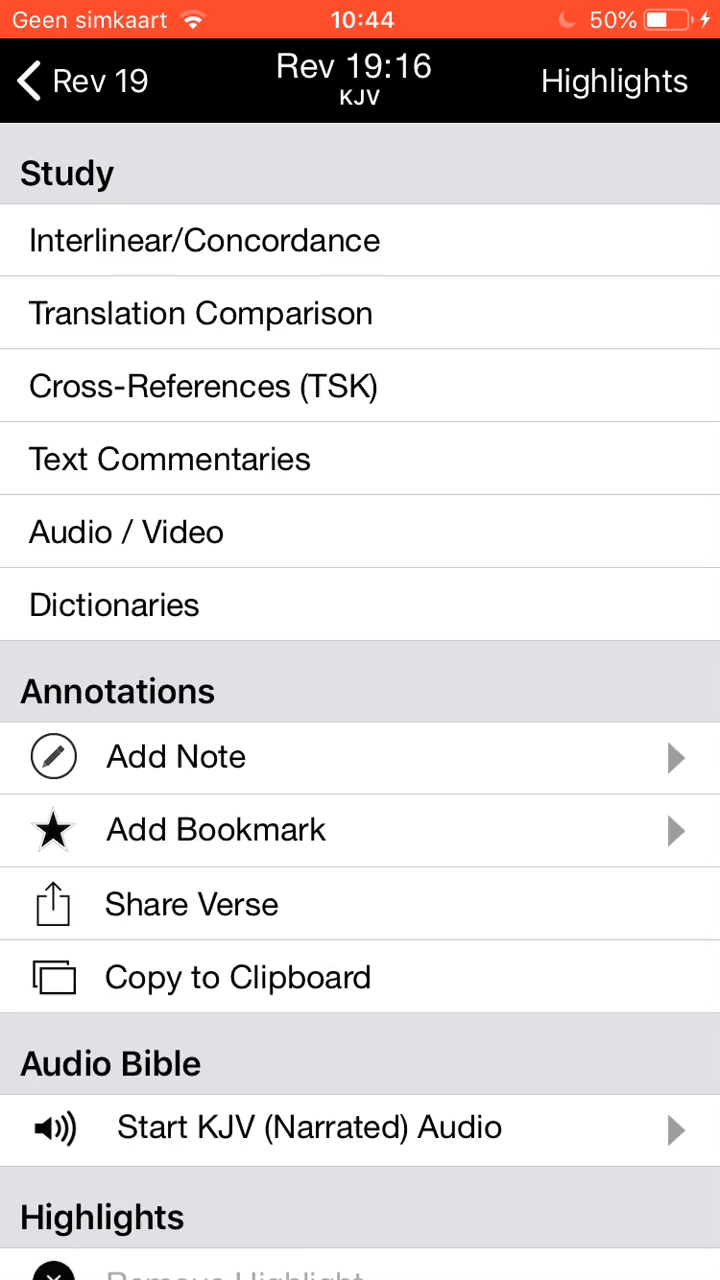 Geen simkaart 10:44 50%
Rev 19 Rev 19:16 Highlights
KJV
Study
Interlinear/Concordance
Translation Comparison
Cross-References (TSK)
Text Commentaries
Audio / Video
Dictionaries
Annotations
Add Note
Add Bookmark
Share Verse
Copy to Clipboard
Audio Bible
Start KJV (Narrated) Audio
Highlights
Remove Highlight